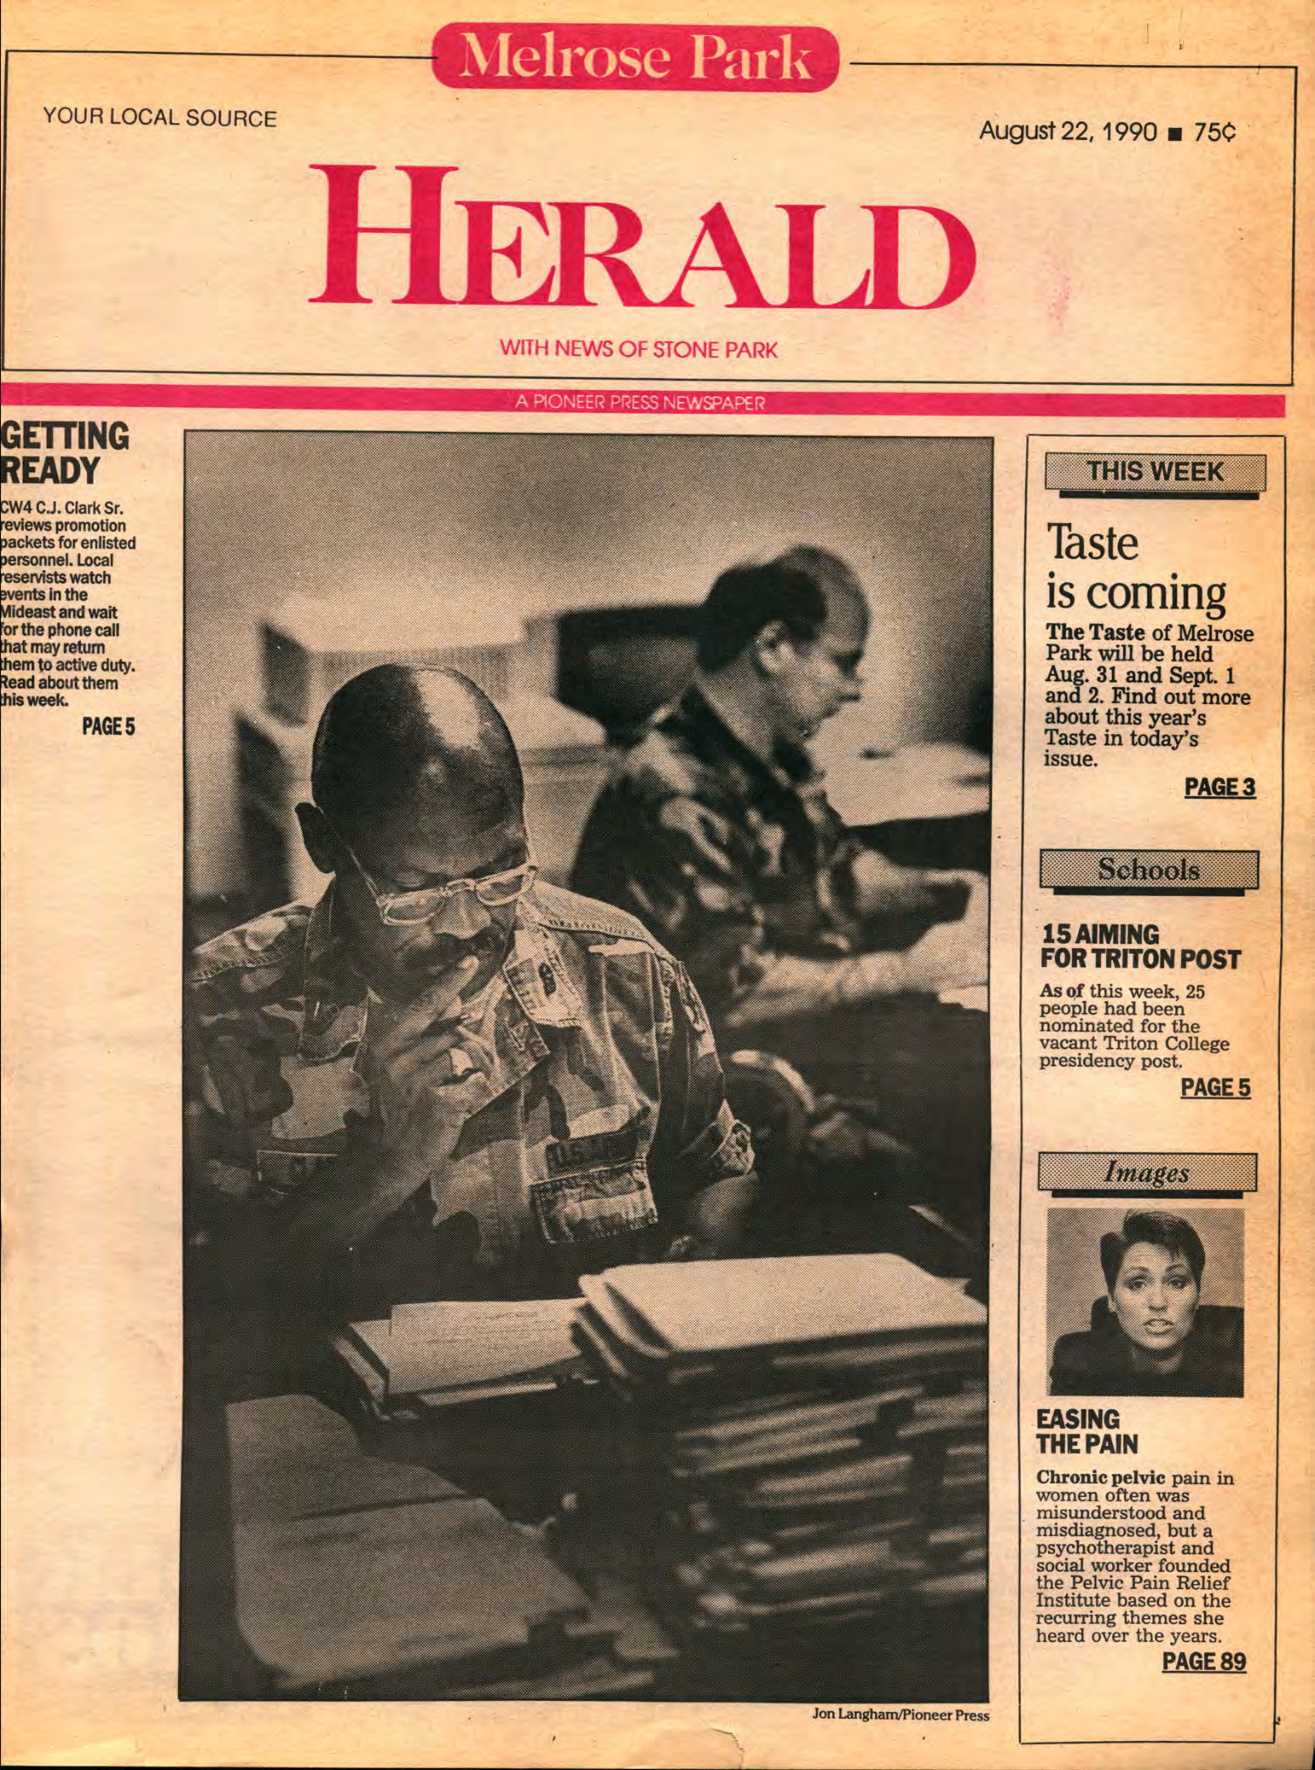 Melrose Park
YOUR LOCAL SOURCE
August 22, 1990 ■ 75¢
HERALD
WITH NEWS OF STONE PARK
A PIONEER PRESS NEWSPAPER
GETTING
READY
CW4 C.J. Clark Sr.
reviews promotion
packets for enlisted
personnel. Local
reservists watch
events in the
Mideast and wait
for the phone call
that may return
them to active duty.
Read about them
this week.
PAGE 5
U.S. ARMY
Jon Langham/Pioneer Press
THIS WEEK
Taste
is coming
The Taste of Melrose
Park will be held
Aug. 31 and Sept. 1
and 2. Find out more
about this year's
Taste in today's
issue.
PAGE 3
Schools
15 AIMING
FOR TRITON POST
As of this week, 25
people had been
nominated for the
vacant Triton College
presidency post.
PAGE 5
Images
EASING
THE PAIN
Chronic pelvic pain in
women often was
misunderstood and
misdiagnosed, but a
psychotherapist and
social worker founded
the Pelvic Pain Relief
Institute based on the
recurring themes she
heard over the years.
PAGE 89